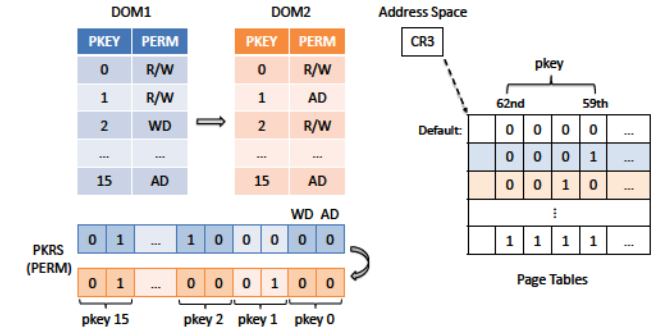 DOM1 DOM2 Address Space
PKEY PERM PKEY PERM CR3
0 R/W 0 R/W pkey
1 R/W 1 AD 62nd 59th
2 WD 2 R/W Default: 0 0 0 0 ...
... ... ... ... 0 0 0 1 ...
15 AD 15 AD 0 0 1 0 ...
WD AD
PKRS (PERM) 0 1 ... 1 0 0 0 0 0 1 1 1 1 ...
0 1 ... 0 0 0 1 0 0 Page Tables
pkey 15 pkey 2 pkey 1 pkey 0